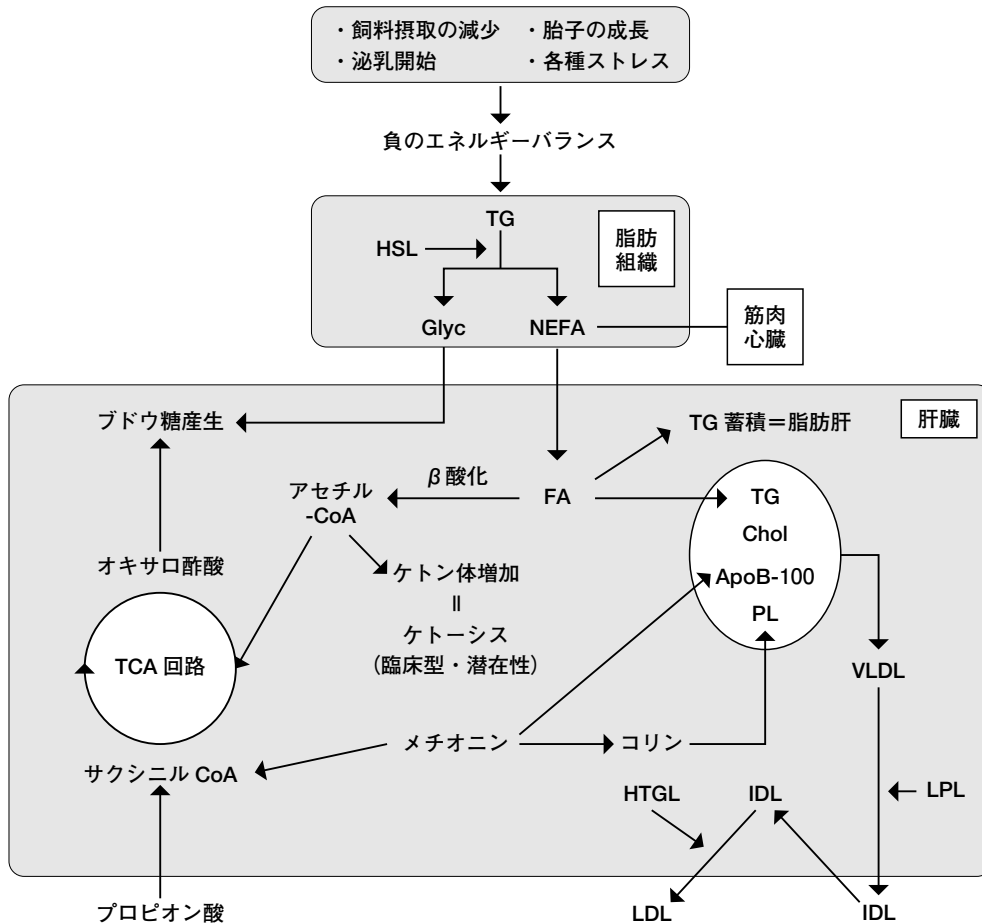 ・飼料摂取の減少 ・胎子の成長
・泌乳開始 ・各種ストレス
負のエネルギーバランス
TG
HSL
脂肪
組織
Glyc
NEFA
筋肉
心臓
肝臓
ブドウ糖産生
TG 蓄積＝脂肪肝
β 酸化
FA
アセチル
-CoA
TG
Chol
ApoB-100
PL
オキサロ酢酸
ケトン体増加
＝
ケトーシス
（臨床型・潜在性）
TCA 回路
VLDL
メチオニン
コリン
サクシニル CoA
HTGL
IDL
LPL
プロピオン酸
LDL
IDL